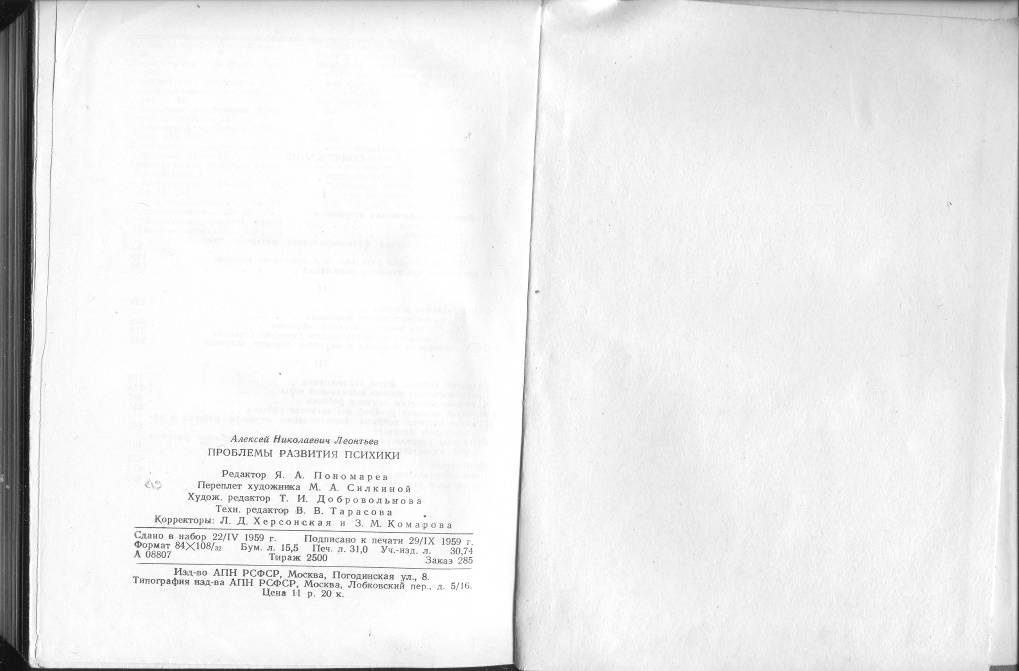 Алексей Николаевич Леонтьев
ПРОБЛЕМЫ РАЗВИТИЯ ПСИХИКИ
Редактор Я. А. Пономарев
Переплет художника М. А. Силкиной
Худож. редактор Т. И. Добровольнова
Техн. редактор В. В. Тарасова
Корректоры: Л. Д. Херсонская и З. М. Комарова
Сдано в набор 22/IV 1959 г. Подписано к печати 29/IX 1959 г.
Формат 84×108/32 Бум. л. 15,5 Печ. л. 31,0 Уч.-изд. л. 30,74
А 08807 Тираж 2500 Заказ 285
Изд-во АПН РСФСР, Москва, Погодинская ул., 8.
Типография изд-ва АПН РСФСР, Москва, Лобковский пер., д. 5/16.
Цена 11 р. 20 к.